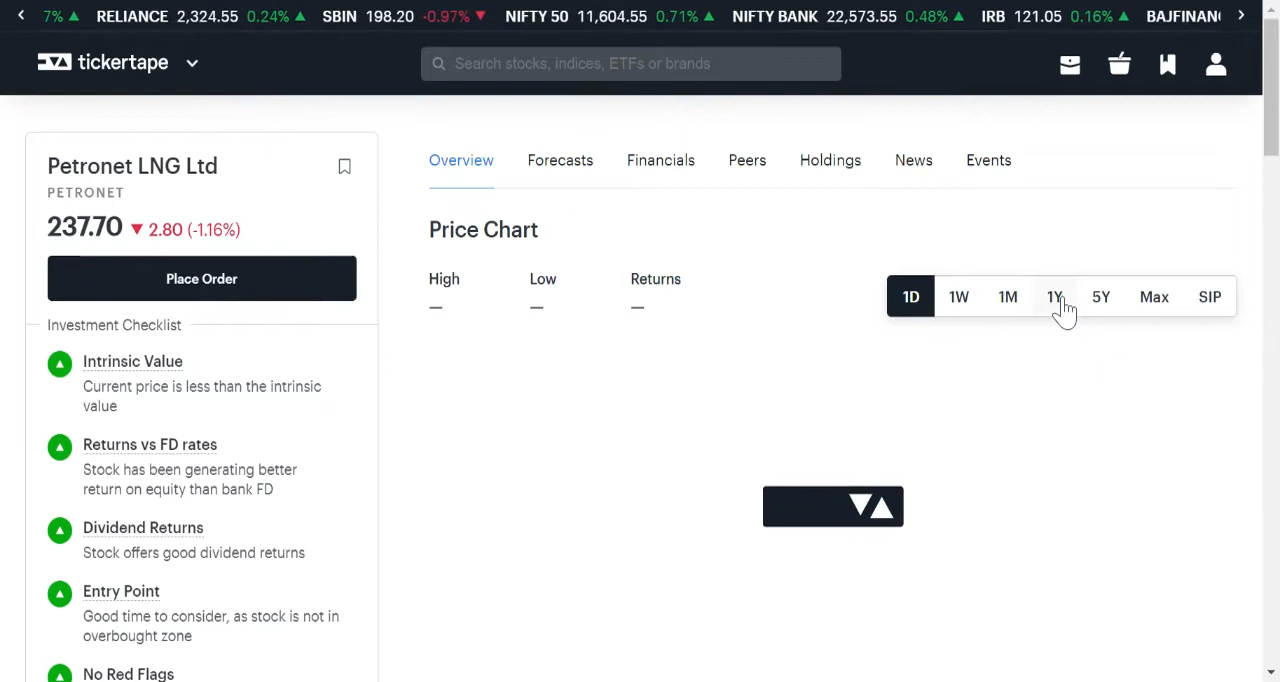 7% ▲ RELIANCE 2,324.55 0.24% ▲ SBIN 198.20 -0.97% ▼ NIFTY 50 11,604.55 0.71% ▲ NIFTY BANK 22,573.55 0.48% ▲ IRB 121.05 0.16% ▲ BAJFINAN
tickertape
Search stocks, indices, ETFs or brands
Petronet LNG Ltd
PETRONET
237.70 ▼ 2.80 (-1.16%)
Place Order
Investment Checklist
Intrinsic Value
Current price is less than the intrinsic
value
Returns vs FD rates
Stock has been generating better
return on equity than bank FD
Dividend Returns
Stock offers good dividend returns
Entry Point
Good time to consider, as stock is not in
overbought zone
No Red Flags
Overview Forecasts Financials Peers Holdings News Events
Price Chart
High Low Returns
— — —
1D 1W 1M 1Y 5Y Max SIP